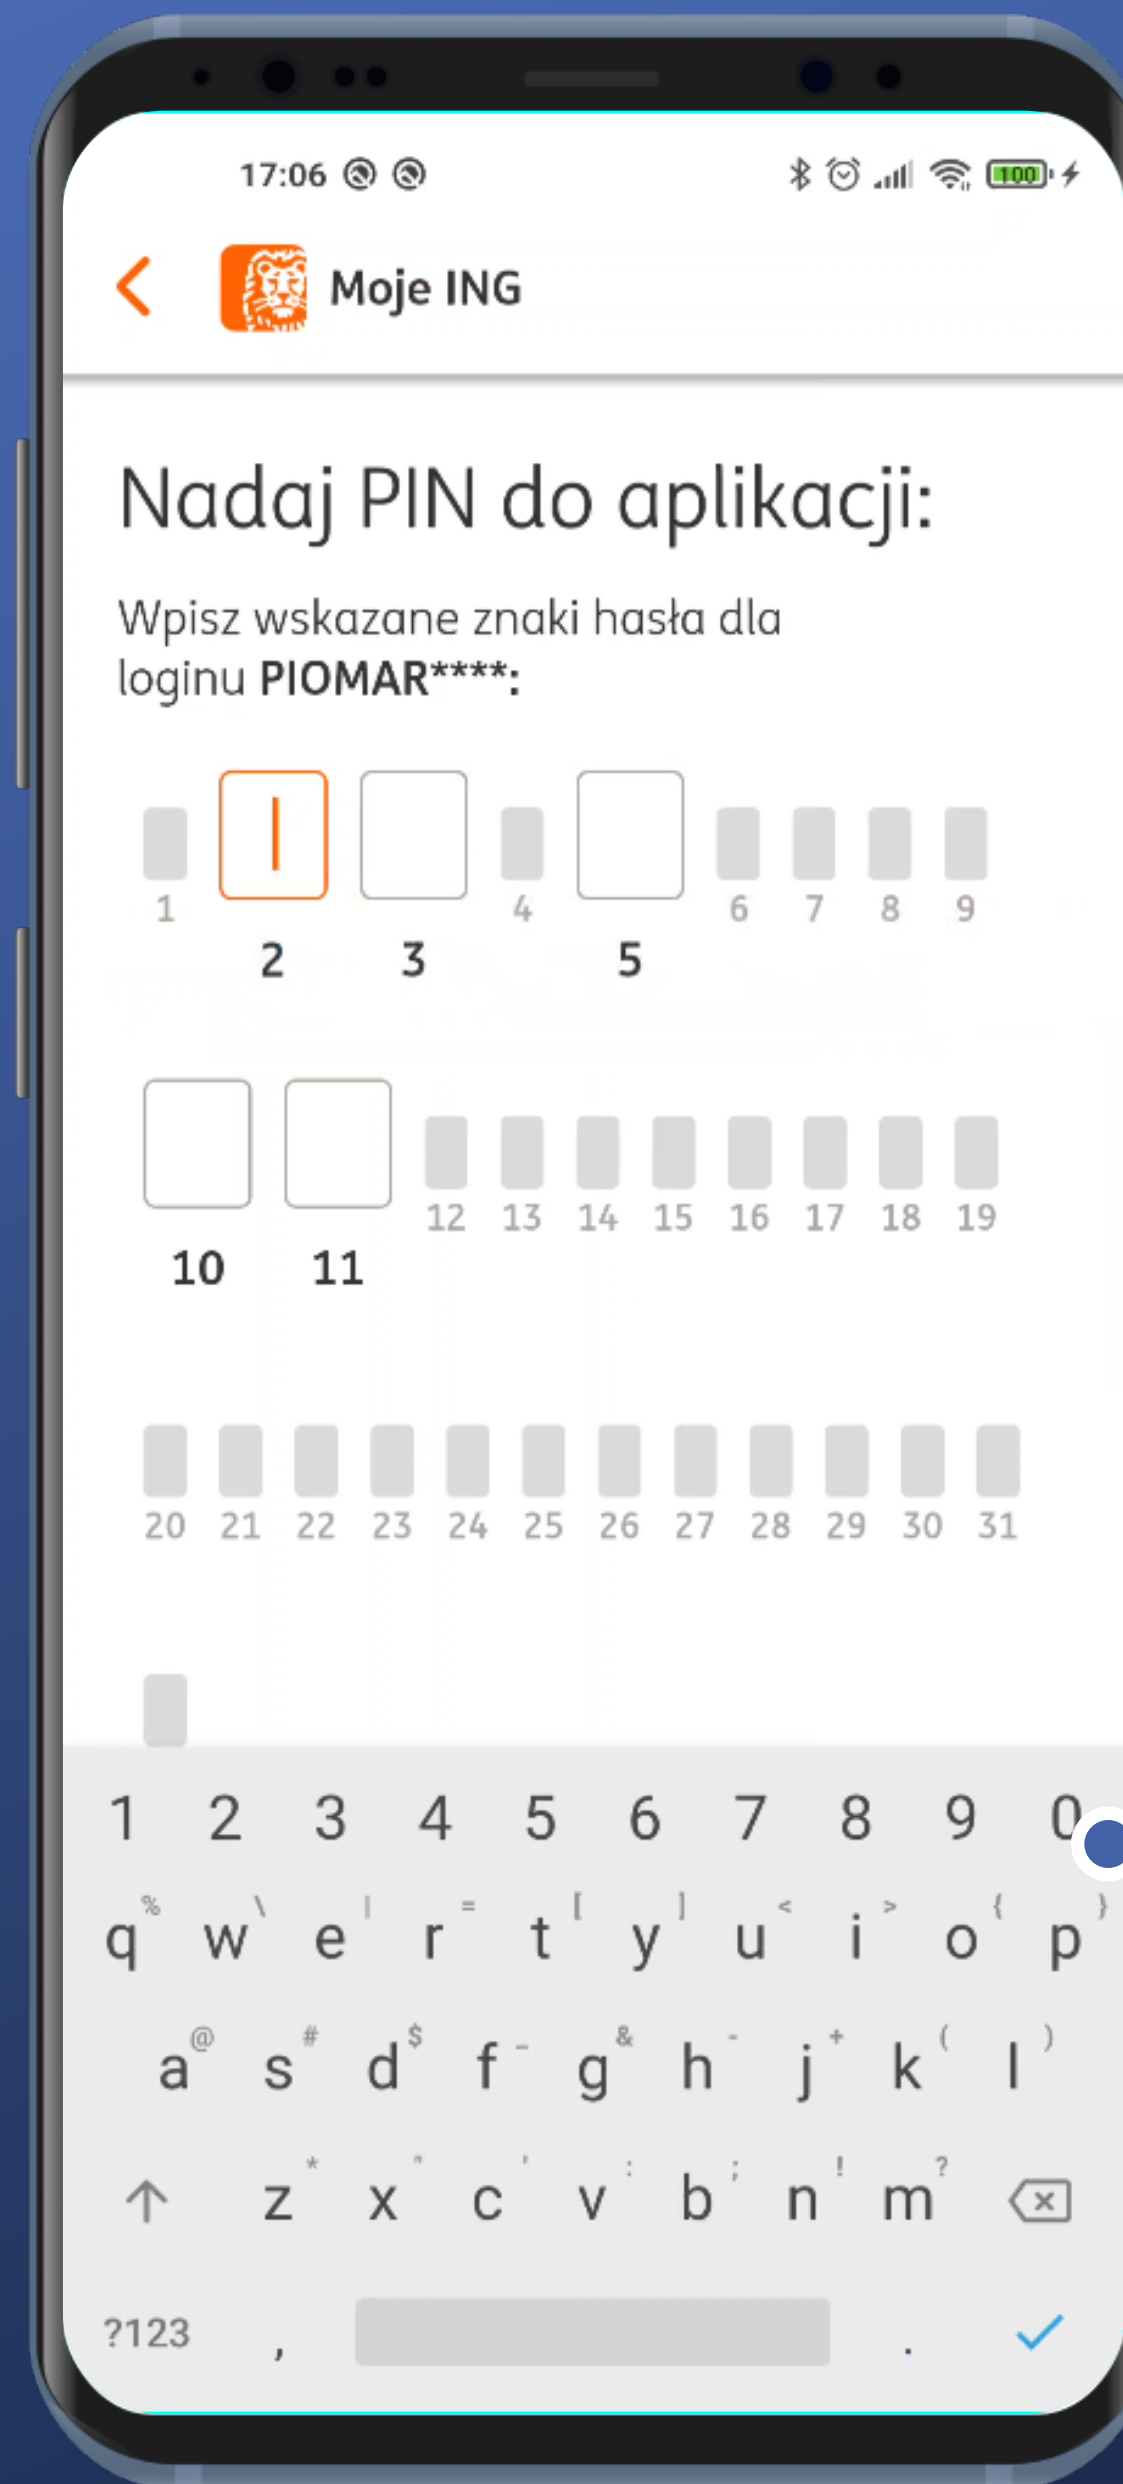 17:06
100
Moje ING
Nadaj PIN do aplikacji:
Wpisz wskazane znaki hasła dla
loginu PIOMAR****:
1 2 3 4 5 6 7 8 9
10 11 12 13 14 15 16 17 18 19
20 21 22 23 24 25 26 27 28 29 30 31
1 2 3 4 5 6 7 8 9 0
% \ | = [ ] < > { }
q w e r t y u i o p
@ # $ _ & - + ( )
a s d f g h j k l
* " ' : ; ! ?
z x c v b n m
?123 , .